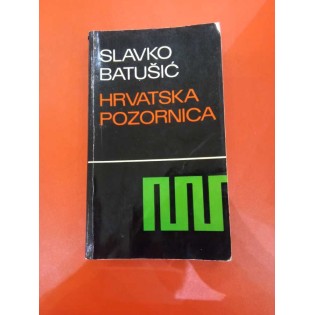 SLAVKO
BATUŠIĆ
HRVATSKA
POZORNICA